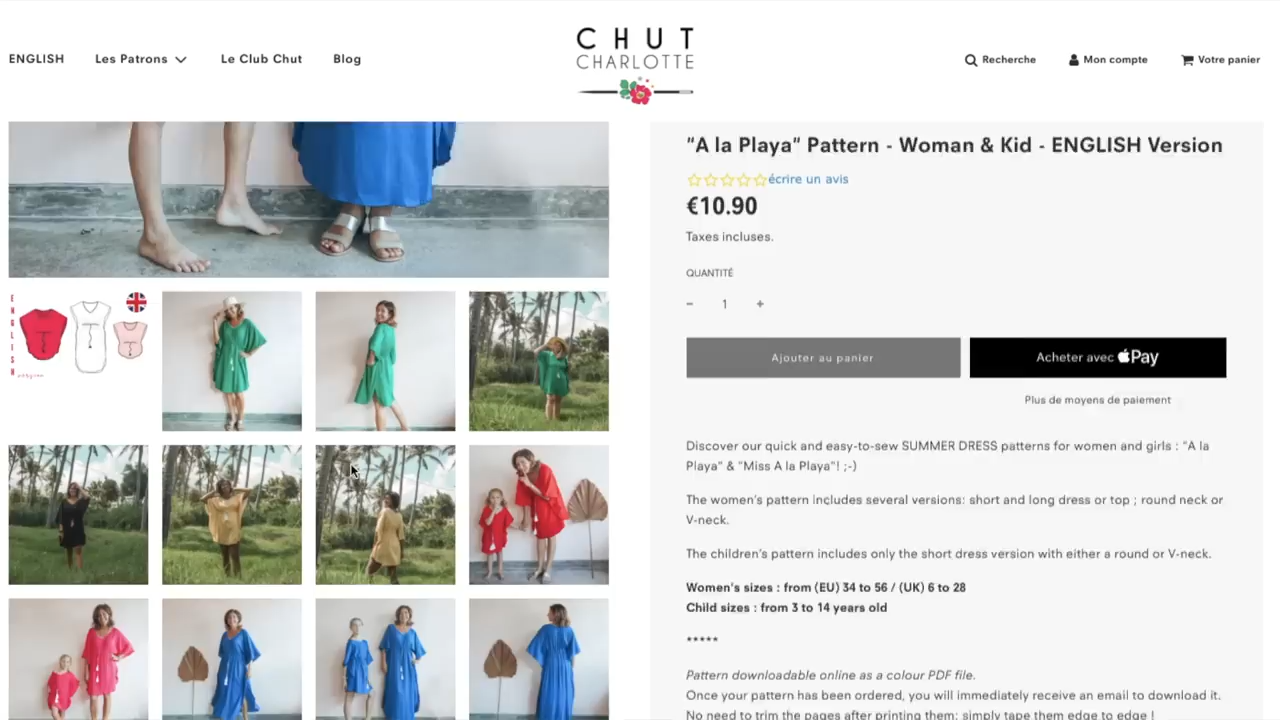 ENGLISH
Les Patrons
Le Club Chut
Blog
CHUT
CHARLOTTE
Recherche
Mon compte
Votre panier
"A la Playa" Pattern - Woman & Kid - ENGLISH Version
écrire un avis
€10.90
Taxes incluses.
QUANTITÉ
- 1 +
Ajouter au panier
Acheter avec Pay
Plus de moyens de paiement
ENGLISH
Discover our quick and easy-to-sew SUMMER DRESS patterns for women and girls : "A la
Playa" & "Miss A la Playa"! ;-)
The women's pattern includes several versions: short and long dress or top ; round neck or
V-neck.
The children's pattern includes only the short dress version with either a round or V-neck.
Women's sizes : from (EU) 34 to 56 / (UK) 6 to 28
Child sizes : from 3 to 14 years old
*****
Pattern downloadable online as a colour PDF file.
Once your pattern has been ordered, you will immediately receive an email to download it.
No need to trim the pages after printing them: simply tape them edge to edge !